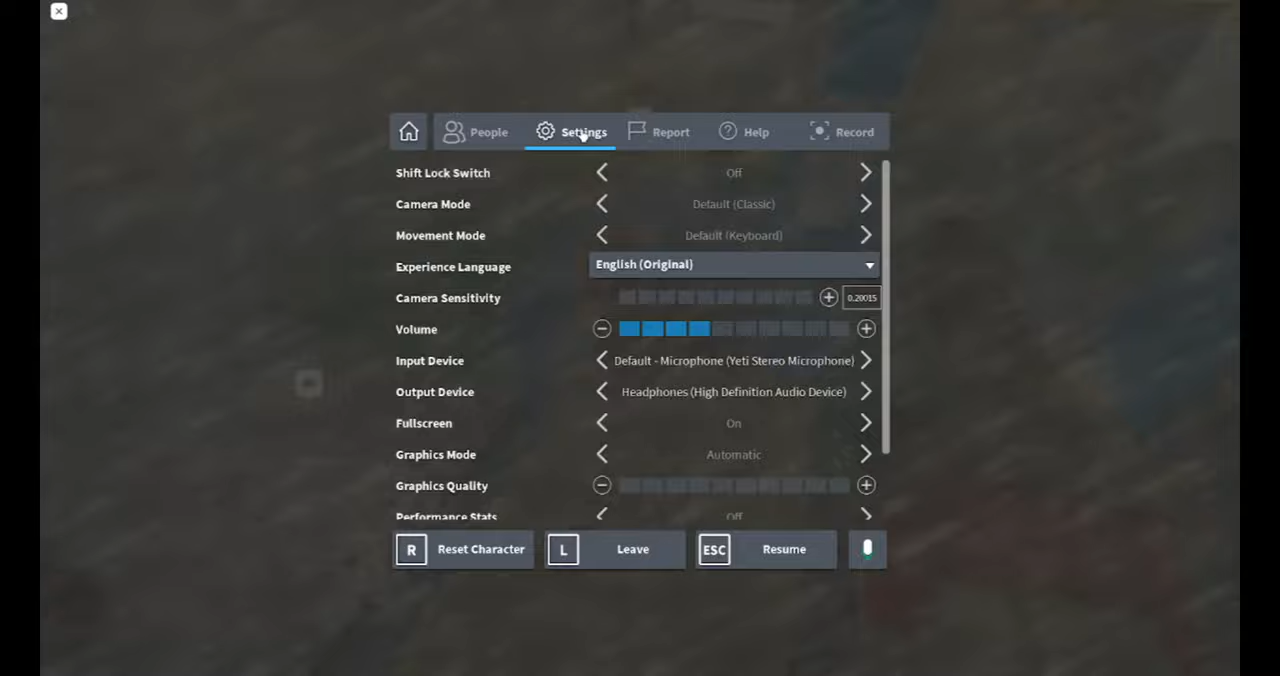 People Settings Report Help Record
Shift Lock Switch Off
Camera Mode Default (Classic)
Movement Mode Default (Keyboard)
Experience Language English (Original)
Camera Sensitivity 0.20015
Volume
Input Device Default - Microphone (Yeti Stereo Microphone)
Output Device Headphones (High Definition Audio Device)
Fullscreen On
Graphics Mode Automatic
Graphics Quality
Performance Stats Off
R Reset Character L Leave ESC Resume